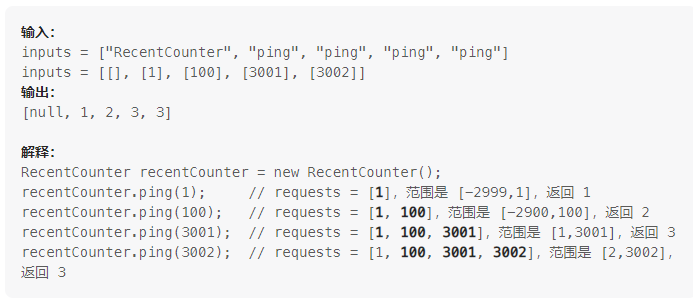 输入：
inputs = ["RecentCounter", "ping", "ping", "ping", "ping"]
inputs = [[], [1], [100], [3001], [3002]]
输出：
[null, 1, 2, 3, 3]
解释：
RecentCounter recentCounter = new RecentCounter();
recentCounter.ping(1);     // requests = [1]，范围是 [-2999,1]，返回 1
recentCounter.ping(100);   // requests = [1, 100]，范围是 [-2900,100]，返回 2
recentCounter.ping(3001);  // requests = [1, 100, 3001]，范围是 [1,3001]，返回 3
recentCounter.ping(3002);  // requests = [1, 100, 3001, 3002]，范围是 [2,3002]，
返回 3